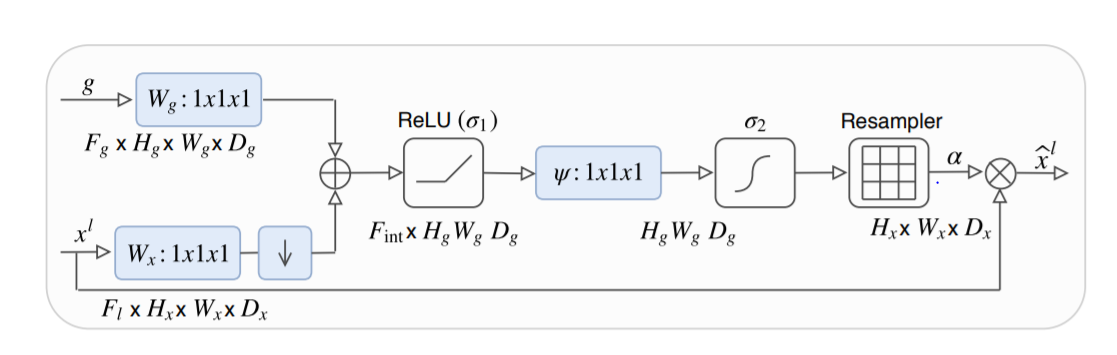 g
W_g : 1x1x1
F_g x H_g x W_g x D_g
x^l
W_x : 1x1x1
F_l x H_x x W_x x D_x
ReLU (σ_1)
F_int x H_g W_g D_g
ψ : 1x1x1
H_g W_g D_g
σ_2
Resampler
α
H_x x W_x x D_x
x̂^l